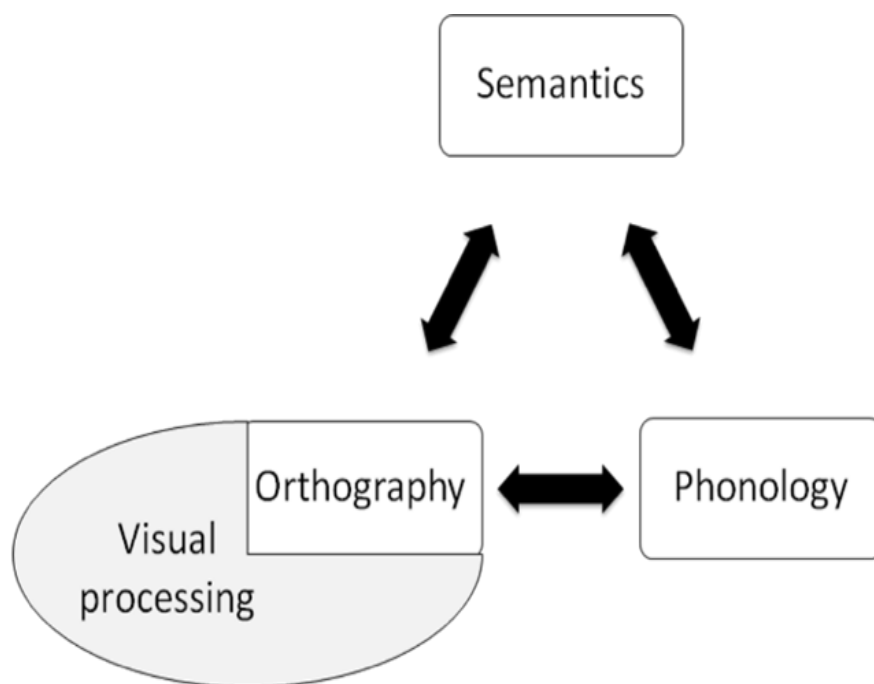 Semantics
Orthography
Phonology
Visual
processing